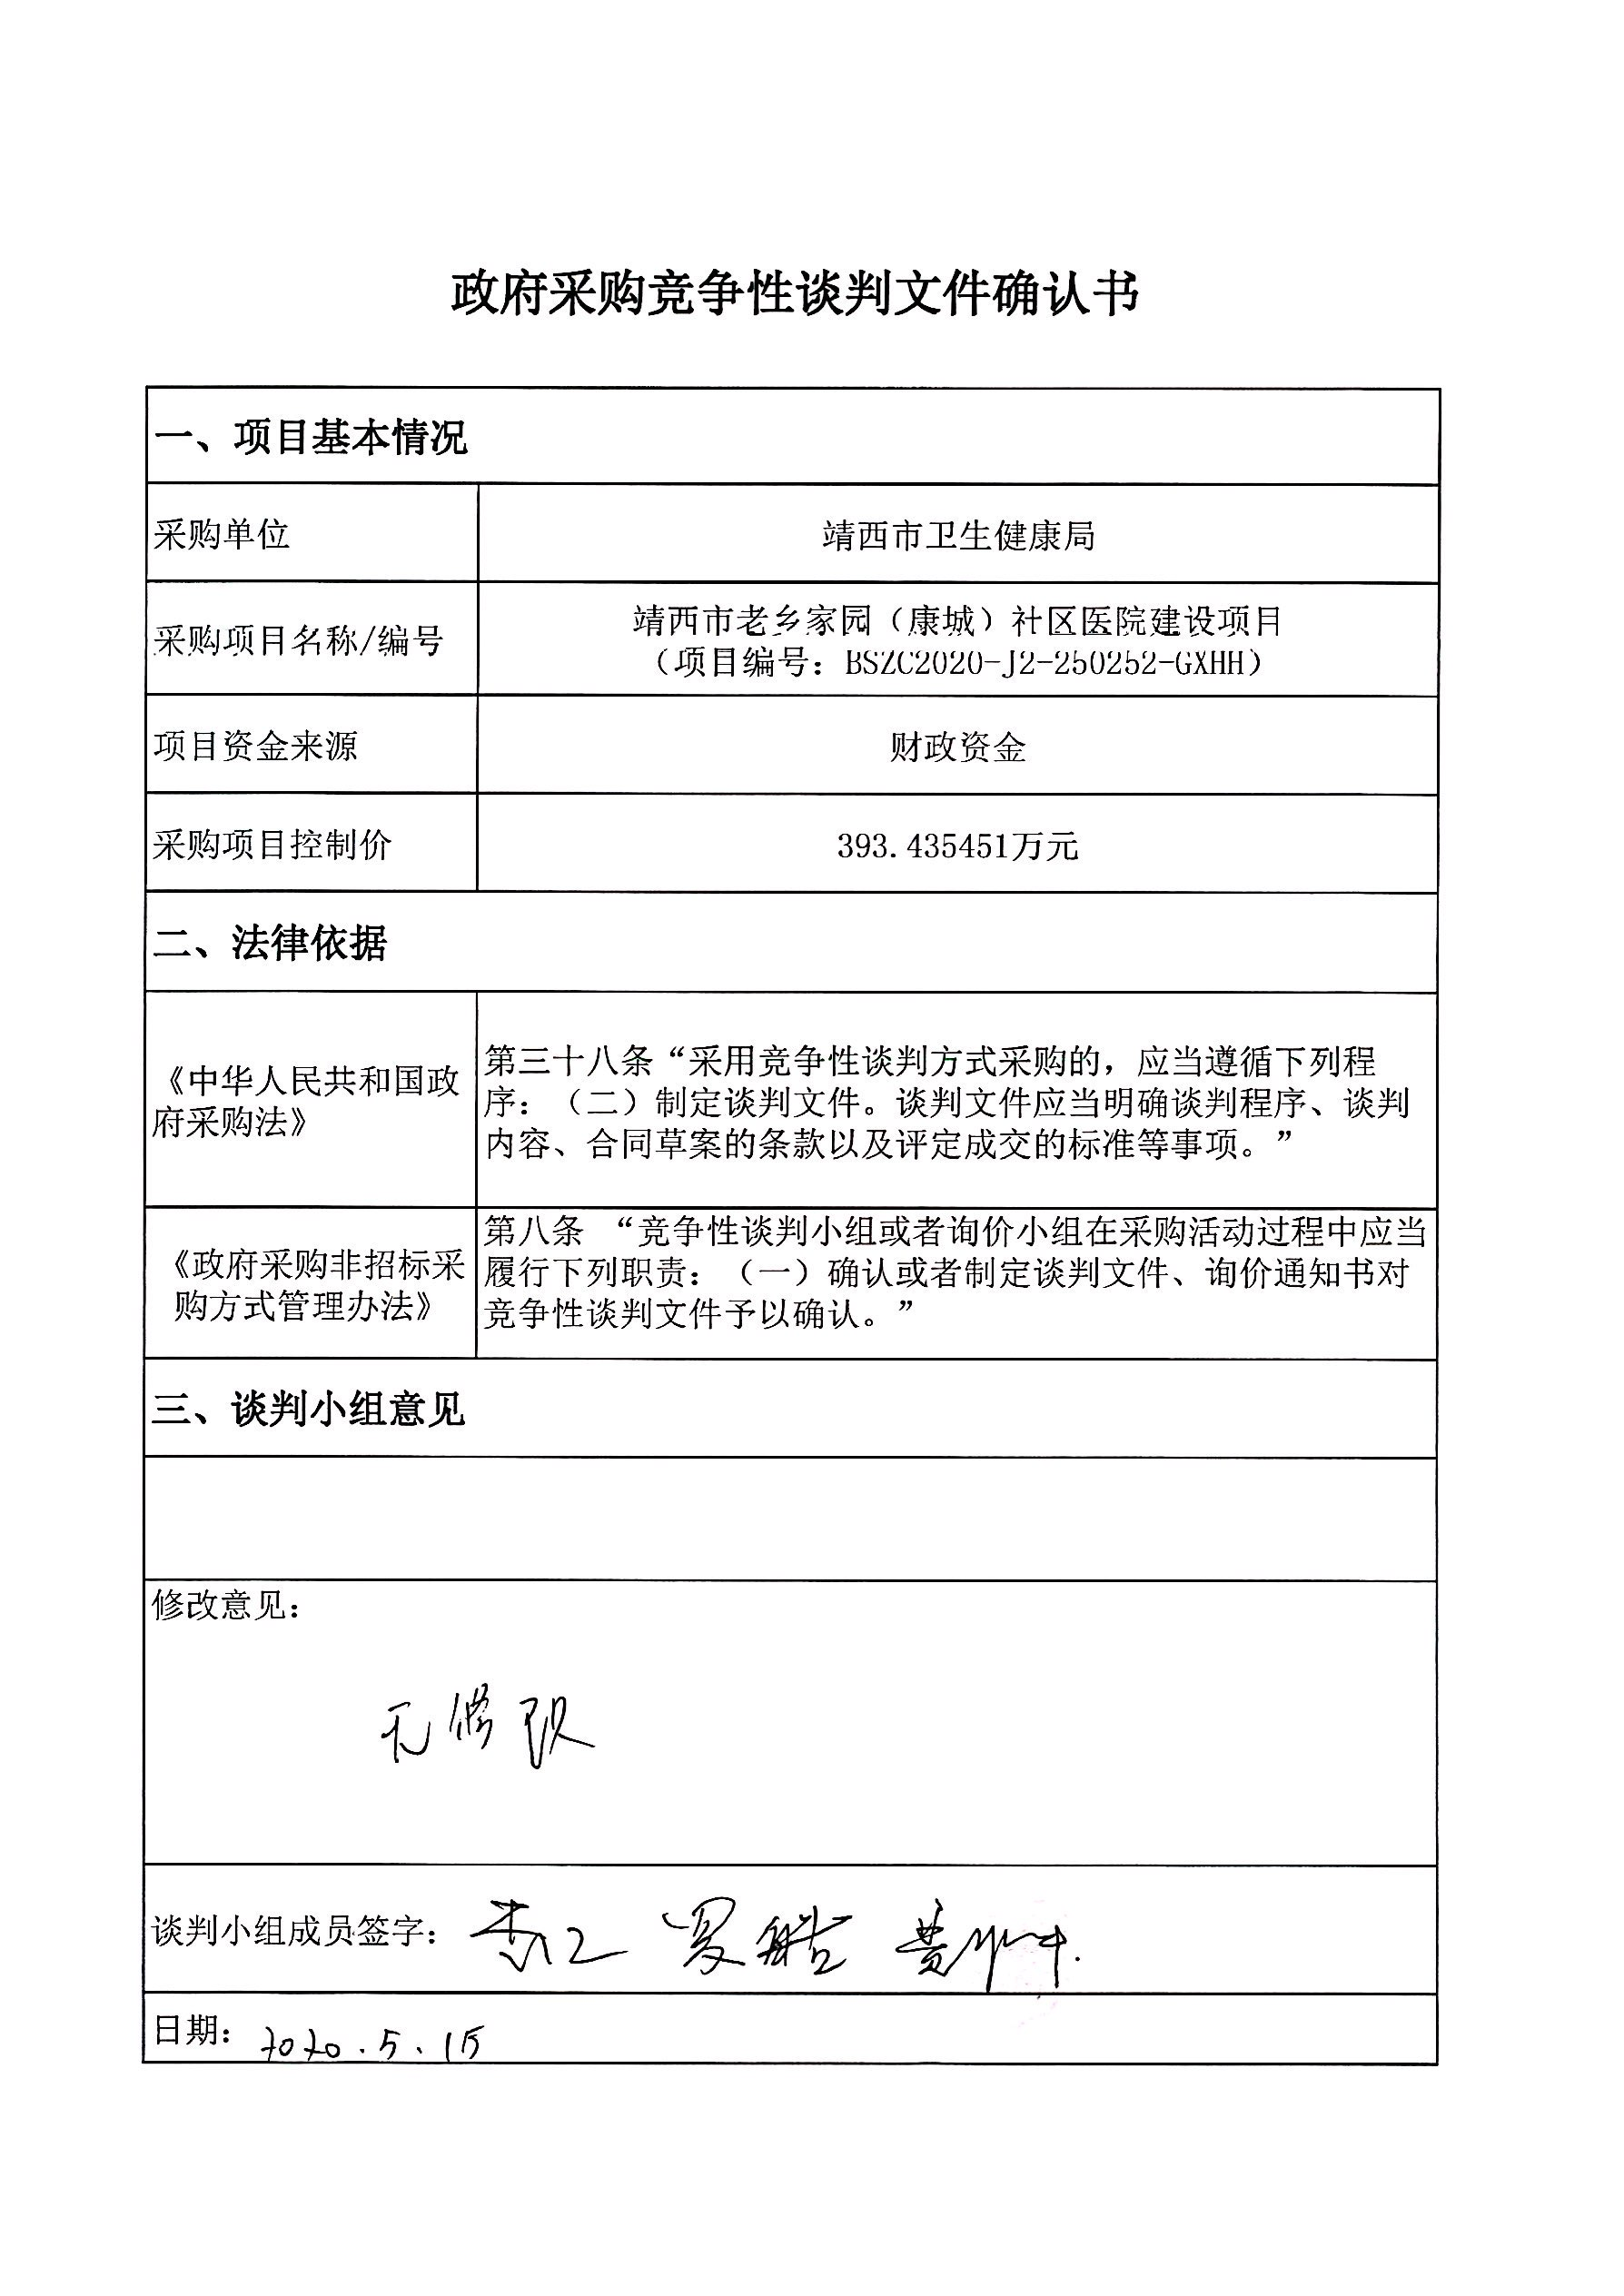 政府采购竞争性谈判文件确认书
一、项目基本情况
采购单位
靖西市卫生健康局
采购项目名称/编号
靖西市老乡家园（康城）社区医院建设项目
（项目编号：BSZC2020-J2-250252-GXHH）
项目资金来源
财政资金
采购项目控制价
393.435451万元
二、法律依据
《中华人民共和国政
府采购法》
第三十八条“采用竞争性谈判方式采购的，应当遵循下列程
序：（二）制定谈判文件。谈判文件应当明确谈判程序、谈判
内容、合同草案的条款以及评定成交的标准等事项。”
《政府采购非招标采
购方式管理办法》
第八条 “竞争性谈判小组或者询价小组在采购活动过程中应当
履行下列职责：（一）确认或者制定谈判文件、询价通知书对
竞争性谈判文件予以确认。”
三、谈判小组意见
修改意见：
无修改
谈判小组成员签字：
日期：2020.5、15